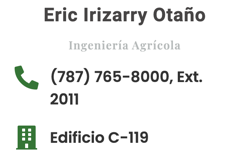 Eric Irizarry Otaño
Ingeniería Agrícola
(787) 765-8000, Ext.
2011
Edificio C-119